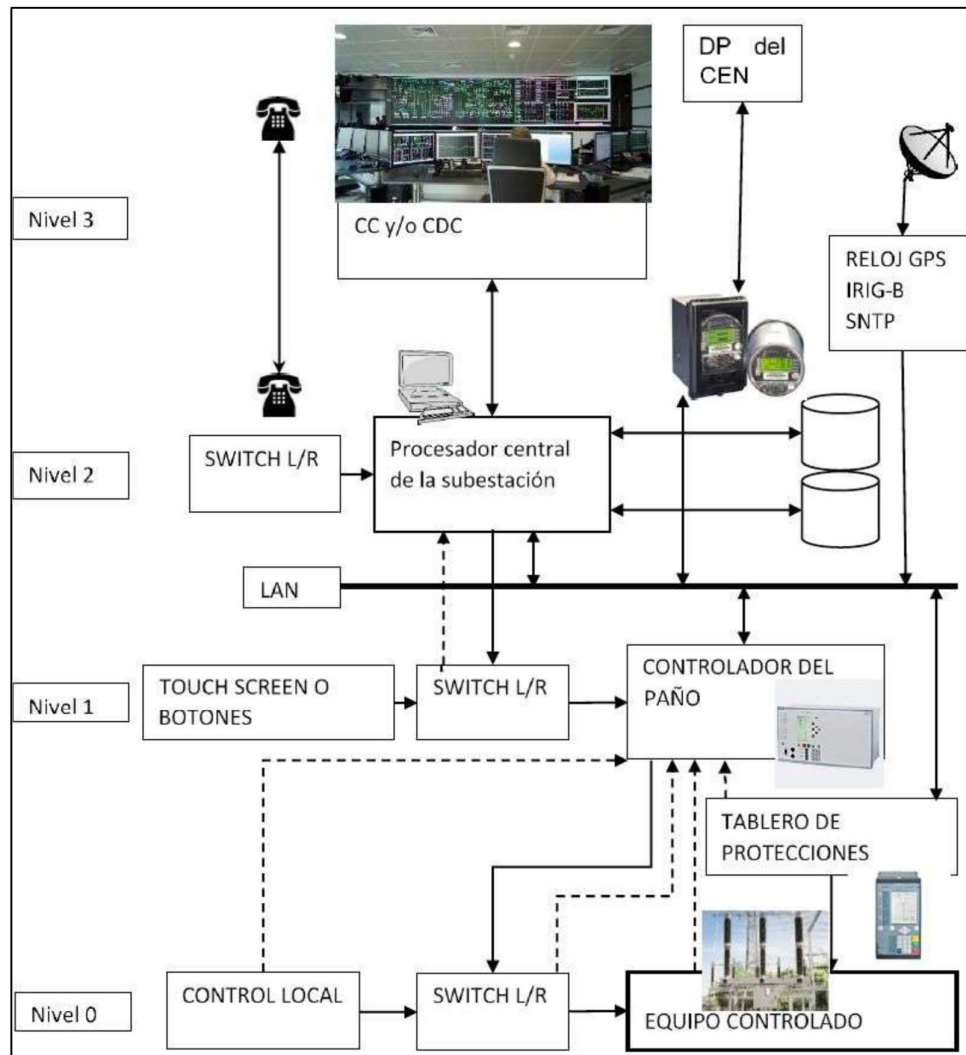 DP del
CEN
Nivel 3
CC y/o CDC
RELOJ GPS
IRIG-B
SNTP
Nivel 2
SWITCH L/R
Procesador central
de la subestación
LAN
Nivel 1
TOUCH SCREEN O
BOTONES
SWITCH L/R
CONTROLADOR DEL
PAÑO
TABLERO DE
PROTECCIONES
Nivel 0
CONTROL LOCAL
SWITCH L/R
EQUIPO CONTROLADO